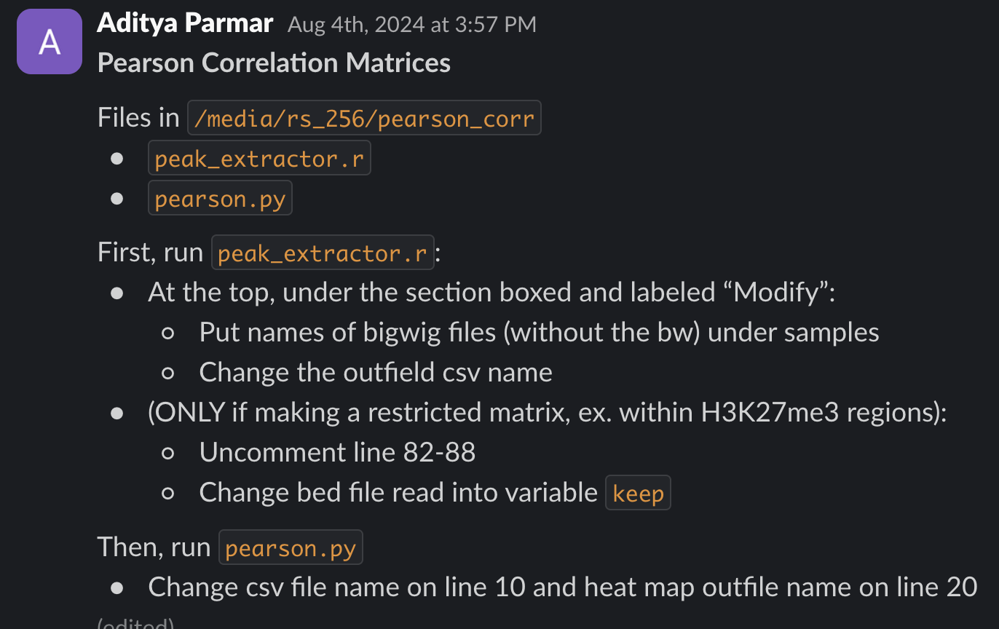 A
Aditya Parmar Aug 4th, 2024 at 3:57 PM
Pearson Correlation Matrices
Files in /media/rs_256/pearson_corr
● peak_extractor.r
● pearson.py
First, run peak_extractor.r:
● At the top, under the section boxed and labeled “Modify”:
○ Put names of bigwig files (without the bw) under samples
○ Change the outfield csv name
● (ONLY if making a restricted matrix, ex. within H3K27me3 regions):
○ Uncomment line 82-88
○ Change bed file read into variable keep
Then, run pearson.py
● Change csv file name on line 10 and heat map outfile name on line 20
(edited)